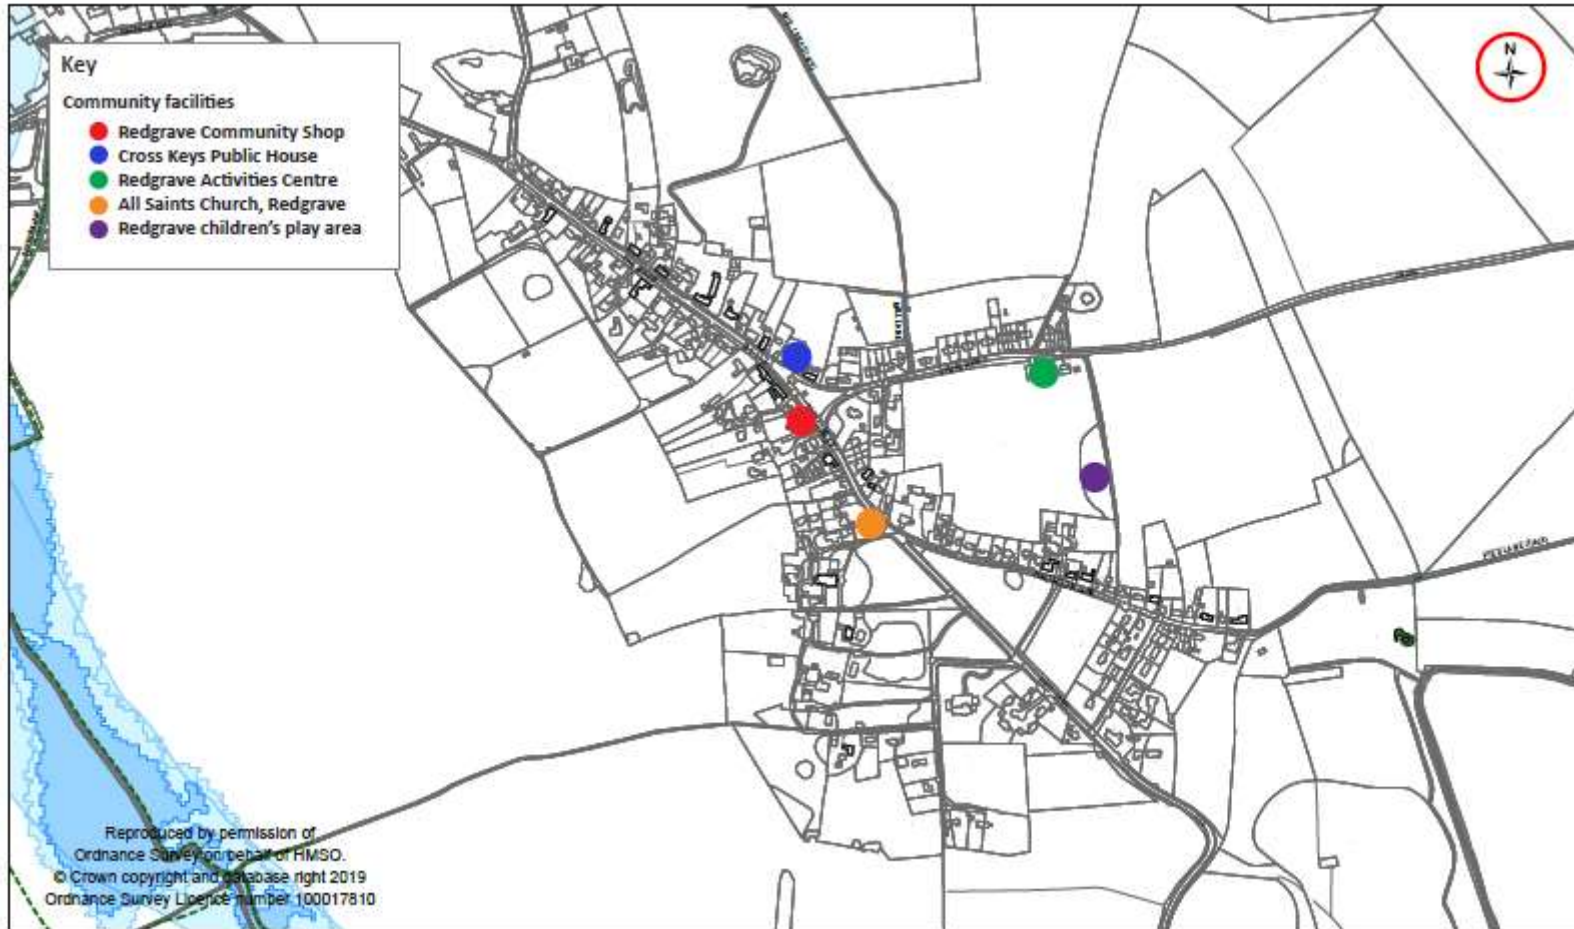 Key
Community facilities
Redgrave Community Shop
Cross Keys Public House
Redgrave Activities Centre
All Saints Church, Redgrave
Redgrave children's play area
N
Reproduced by permission of
Ordnance Survey on behalf of HMSO.
© Crown copyright and database right 2019
Ordnance Survey Licence number 100017810